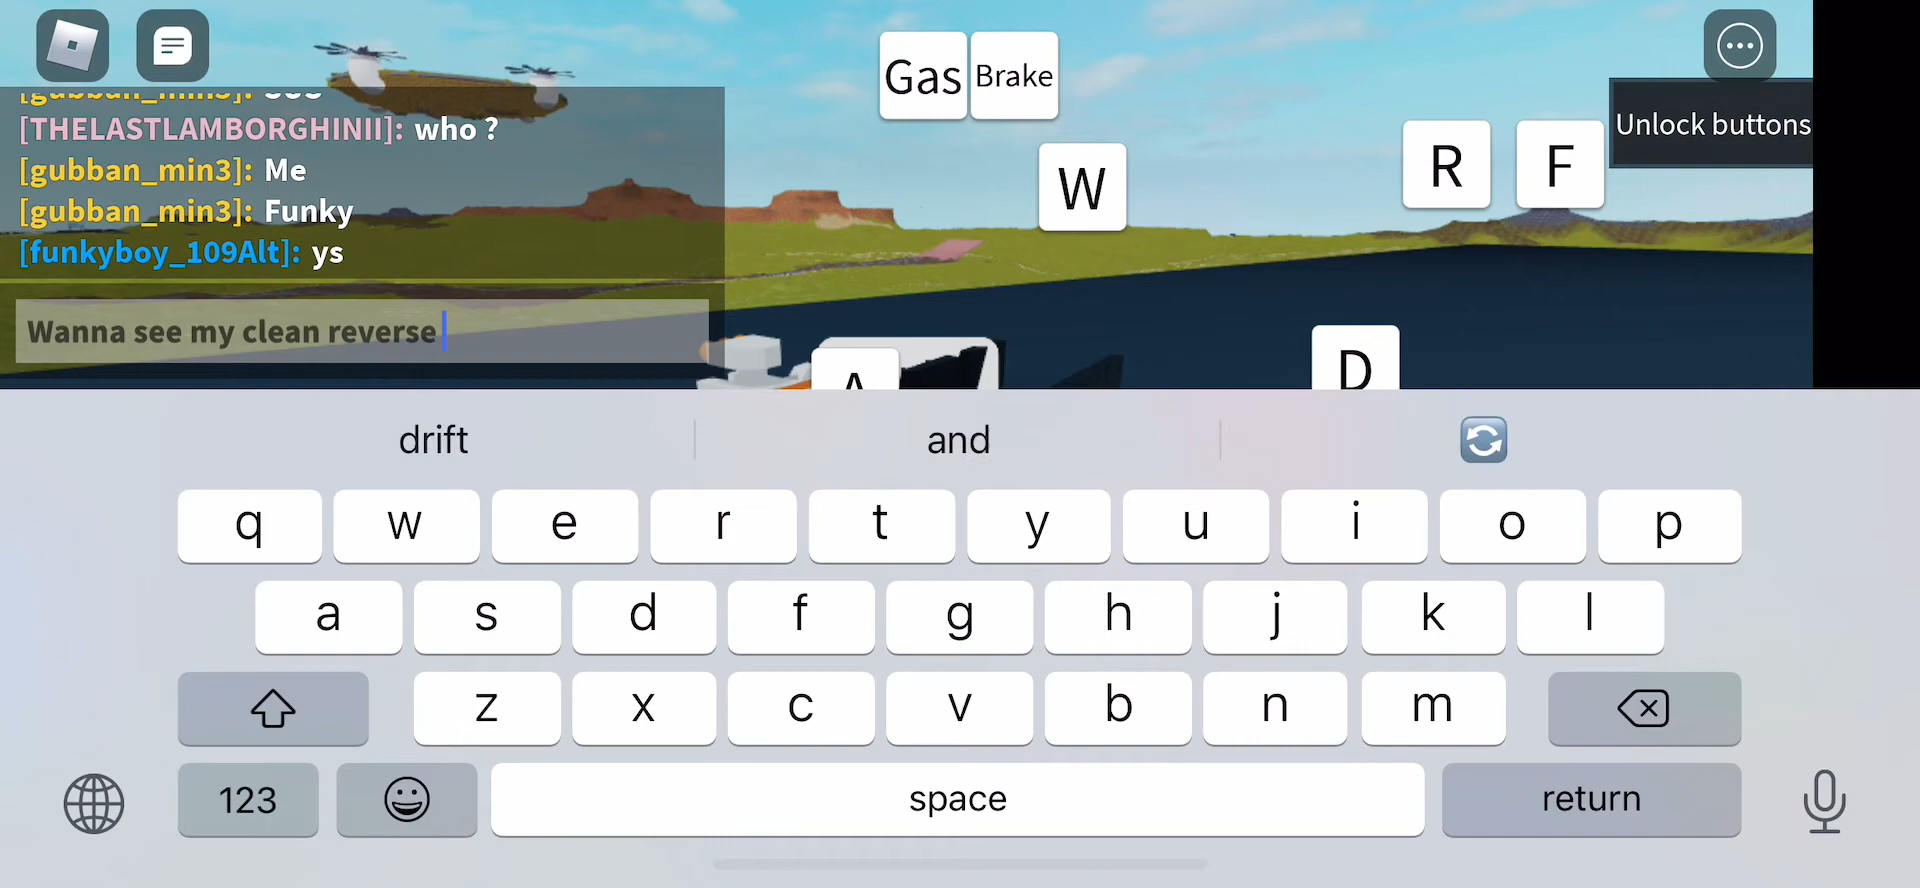 Gas Brake
[THELASTLAMBORGHINII]: who ?
[gubban_min3]: Me
[gubban_min3]: Funky
[funkyboy_109Alt]: ys
Unlock buttons
W
R F
Wanna see my clean reverse
A
D
drift and
q w e r t y u i o p
a s d f g h j k l
z x c v b n m
123 space return